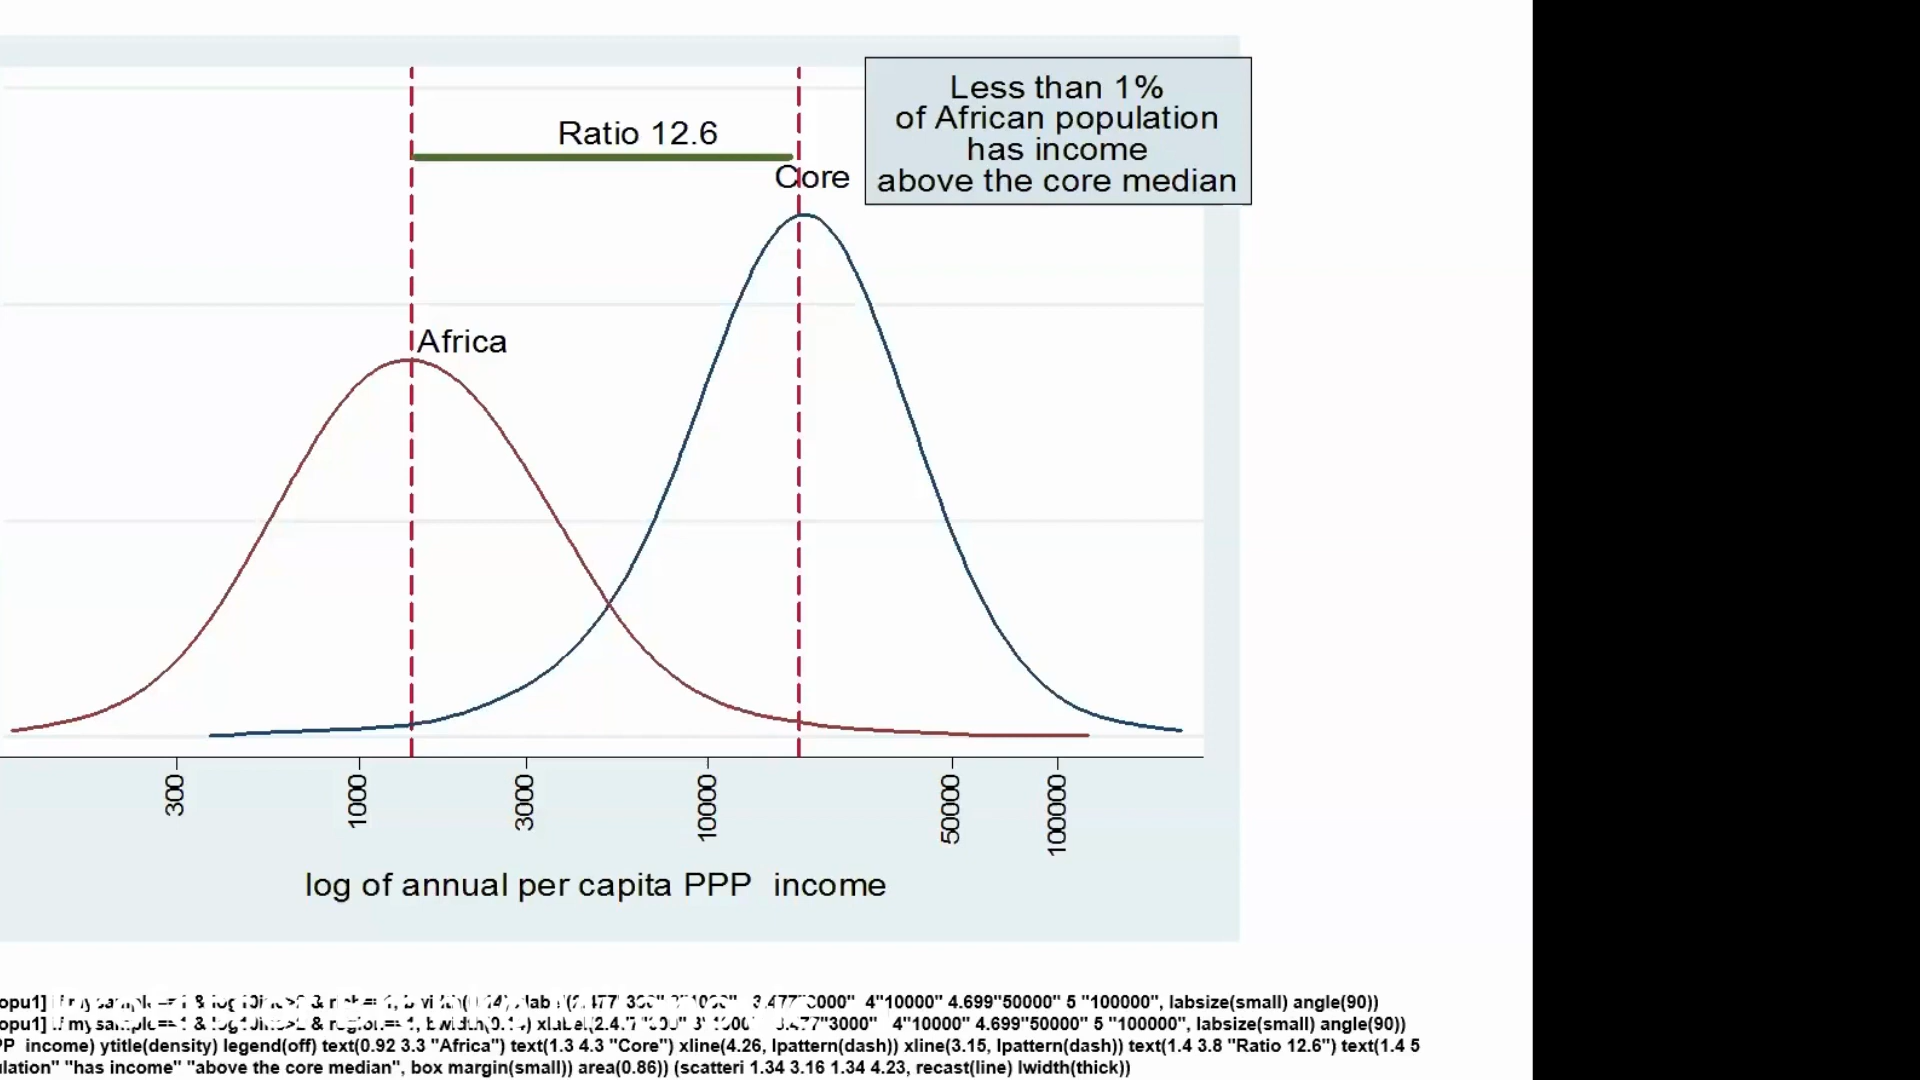 Less than 1%
of African population
has income
above the core median
Ratio 12.6
Core
Africa
300
1000
3000
10000
50000
100000
log of annual per capita PPP income
opu1] 4"10000" 4.699"50000" 5 "100000", labsize(small) angle(90))
opu1] 4"10000" 4.699"50000" 5 "100000", labsize(small) angle(90))
PP income) ytitle(density) legend(off) text(0.92 3.3 "Africa") text(1.3 4.3 "Core") xline(4.26, lpattern(dash)) xline(3.15, lpattern(dash)) text(1.4 3.8 "Ratio 12.6") text(1.4 5
ulation" "has income" "above the core median", box margin(small)) area(0.86)) (scatteri 1.34 3.16 1.34 4.23, recast(line) lwidth(thick))